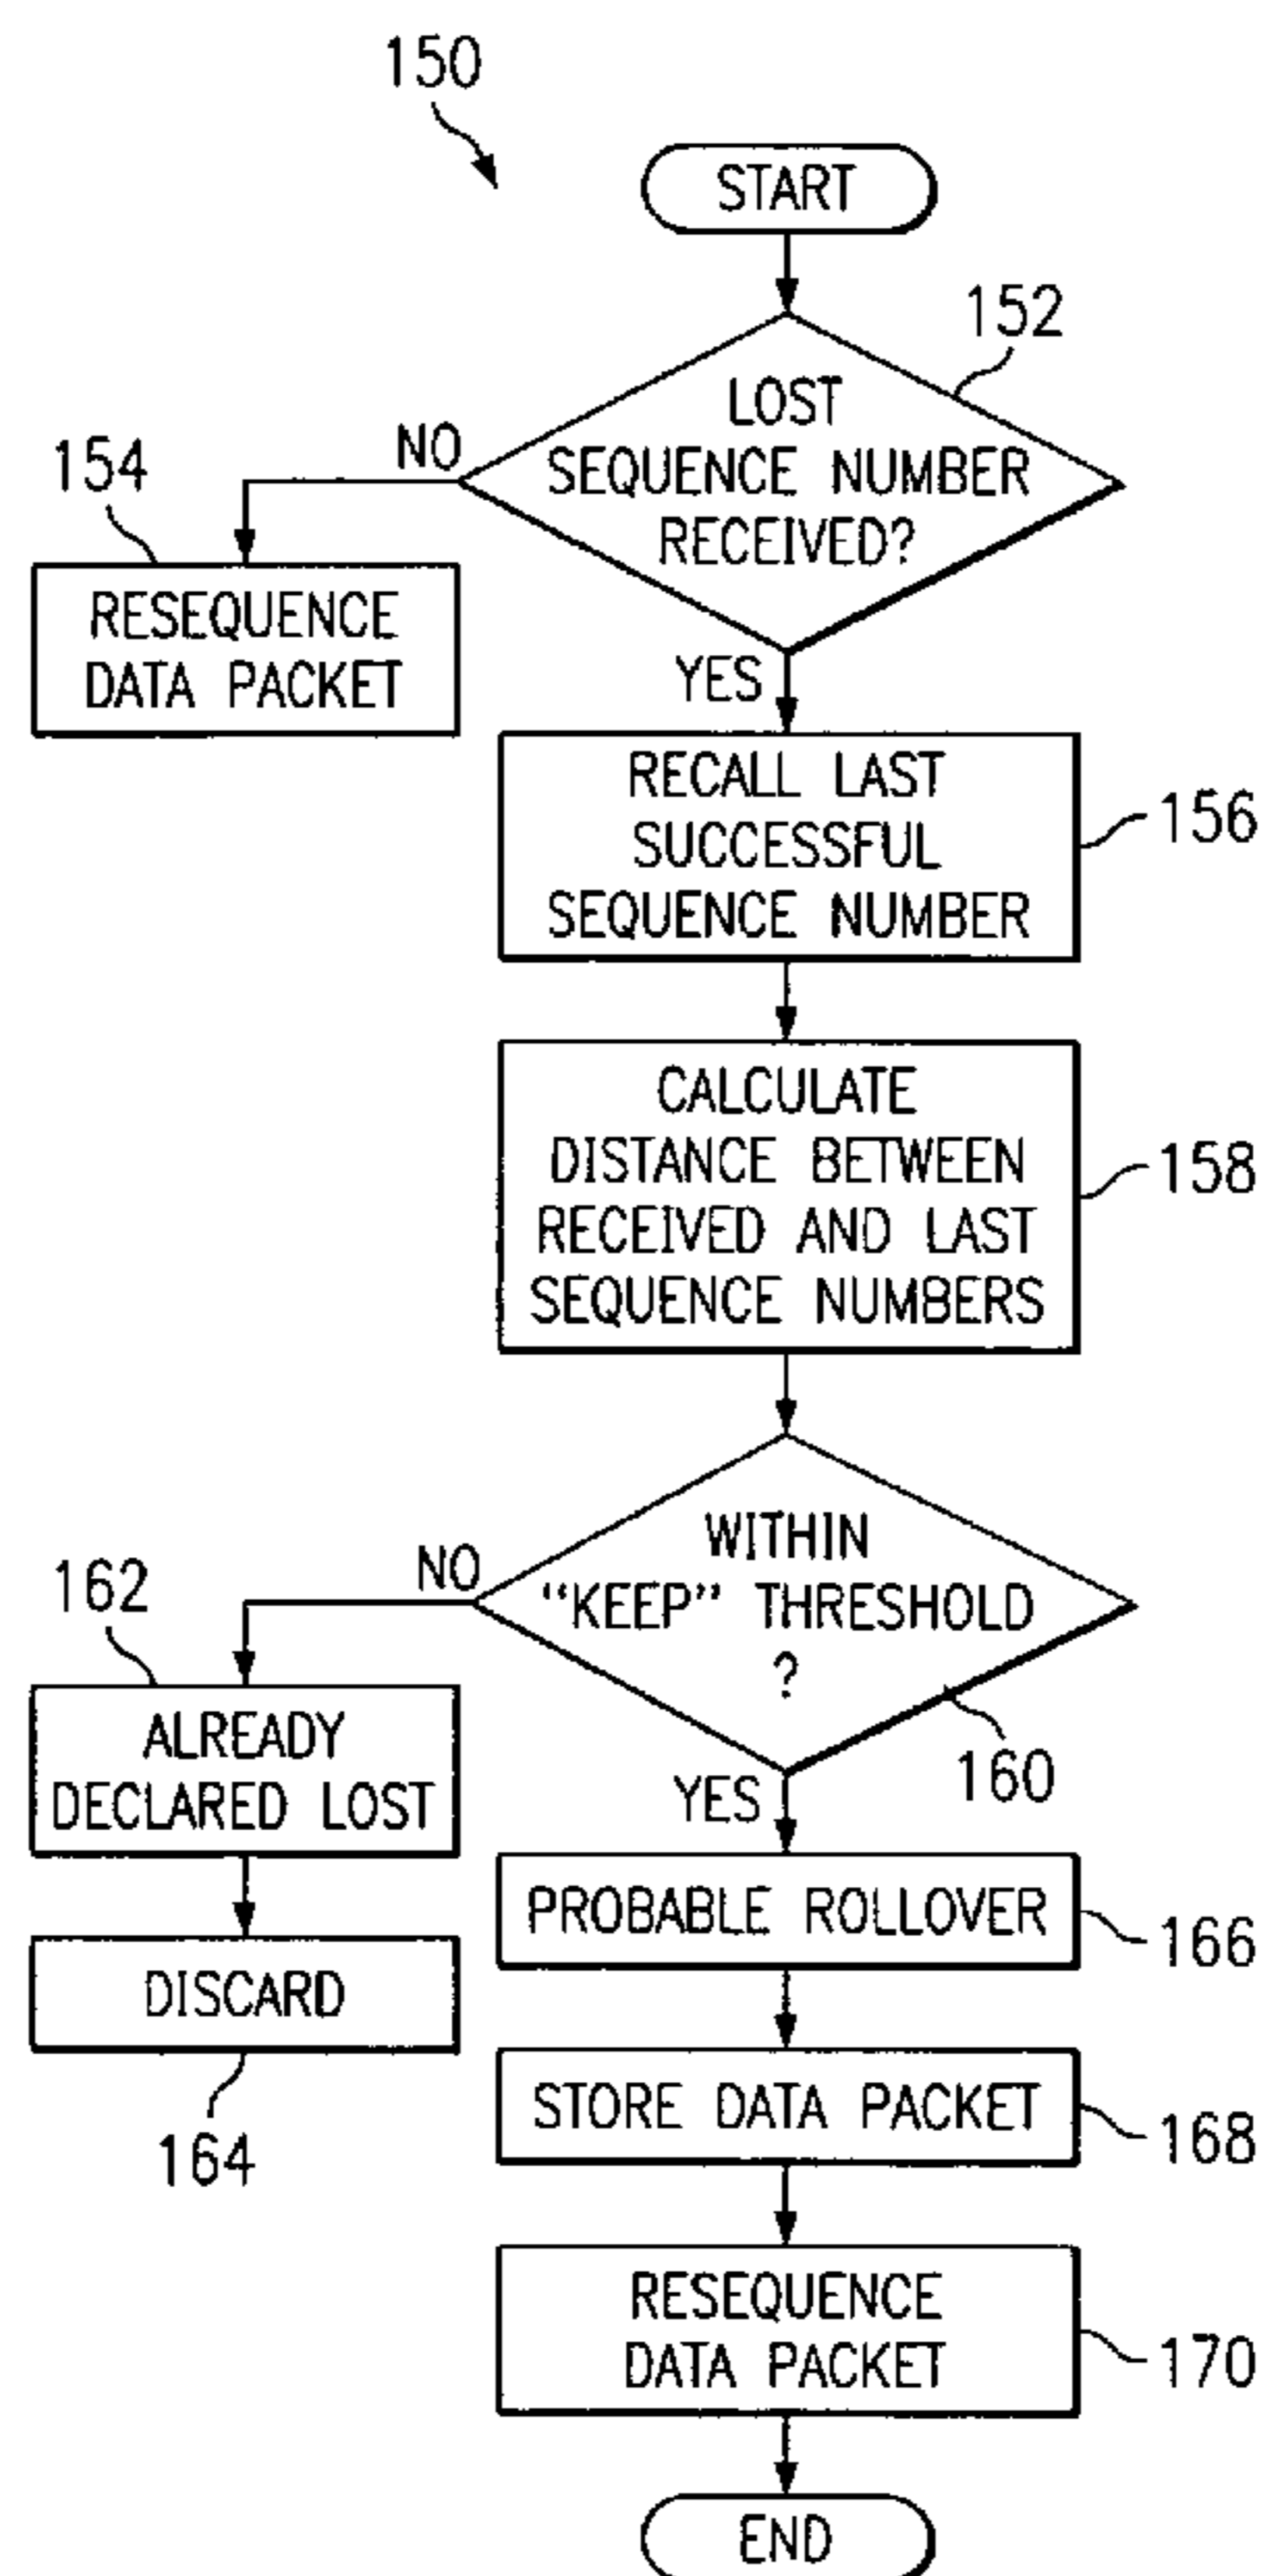 150
START
152
LOST
SEQUENCE NUMBER
RECEIVED?
NO
154
RESEQUENCE
DATA PACKET
YES
RECALL LAST
SUCCESSFUL
SEQUENCE NUMBER
156
CALCULATE
DISTANCE BETWEEN
RECEIVED AND LAST
SEQUENCE NUMBERS
158
WITHIN
“KEEP” THRESHOLD
?
160
NO
162
ALREADY
DECLARED LOST
DISCARD
164
YES
PROBABLE ROLLOVER
166
STORE DATA PACKET
168
RESEQUENCE
DATA PACKET
170
END